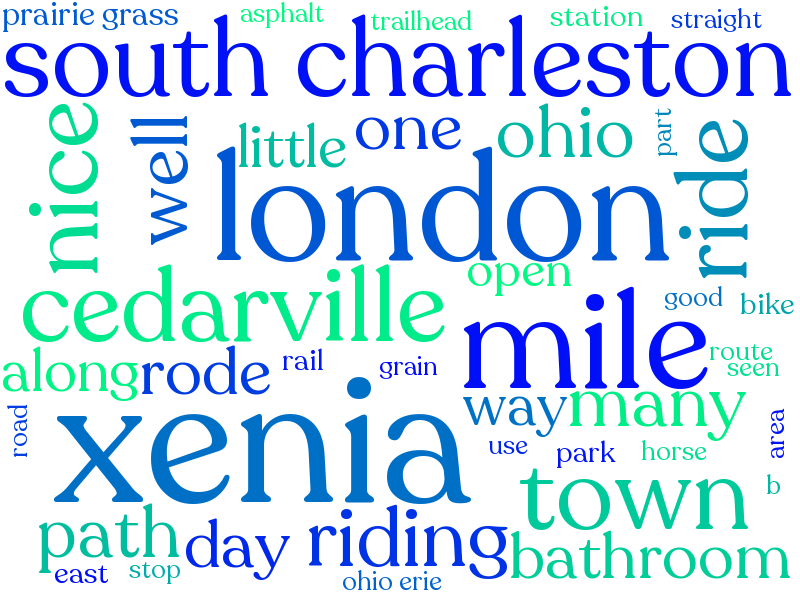 prairie grass
asphalt
trailhead
station
straight
south charleston
nice
well
little
one
ohio
part
ride
london
cedarville
open
mile
good
bike
along
rode
rail
grain
route
seen
xenia
way
many
road
use
park
horse
area
town
b
path
day
riding
bathroom
east
stop
ohio erie